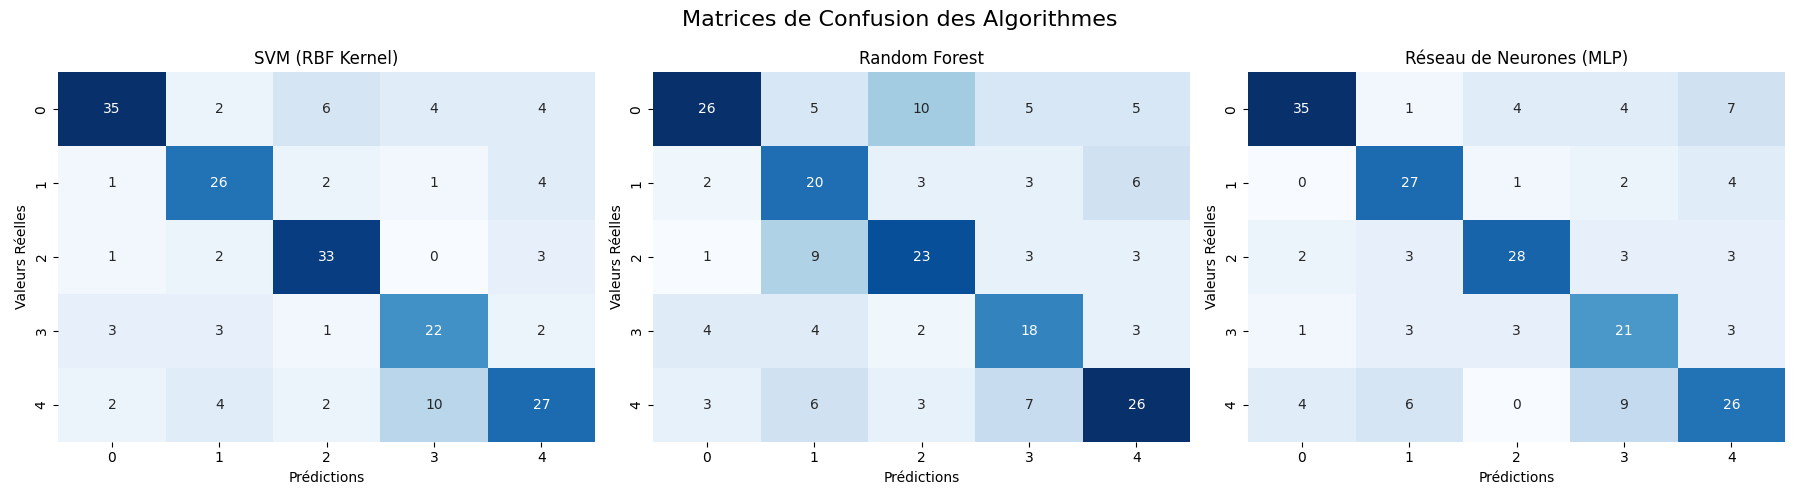 Matrices de Confusion des Algorithmes
SVM (RBF Kernel)
Valeurs Réelles
0 35 2 6 4 4
1 1 26 2 1 4
2 1 2 33 0 3
3 3 3 1 22 2
4 2 4 2 10 27
0 1 2 3 4
Prédictions
Random Forest
Valeurs Réelles
26 5 10 5 5
2 20 3 3 6
1 9 23 3 3
4 4 2 18 3
3 6 3 7 26
0 1 2 3 4
Prédictions
Réseau de Neurones (MLP)
Valeurs Réelles
0 35 1 4 4 7
1 0 27 1 2 4
2 2 3 28 3 3
3 1 3 3 21 3
4 4 6 0 9 26
0 1 2 3 4
Prédictions